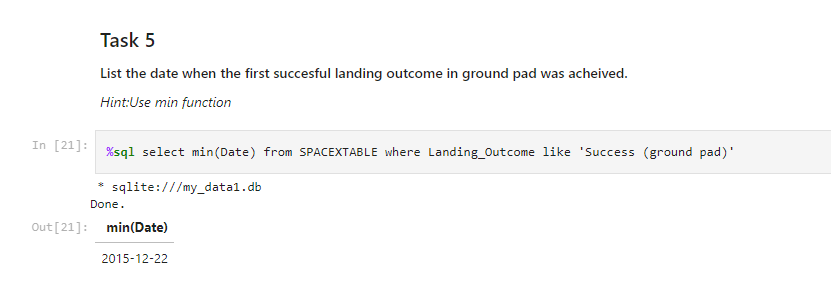 Task 5
List the date when the first succesful landing outcome in ground pad was acheived.
Hint:Use min function
In [21]: %sql select min(Date) from SPACEXTABLE where Landing_Outcome like 'Success (ground pad)'
* sqlite:///my_data1.db
Done.
Out[21]: min(Date)
2015-12-22